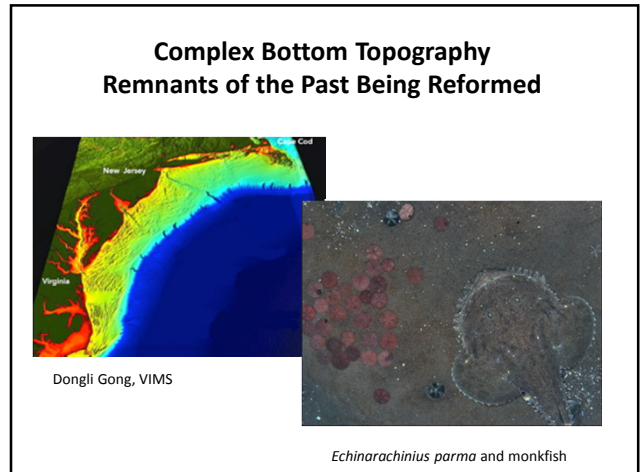 Complex Bottom Topography
Remnants of the Past Being Reformed
Cape Cod
New Jersey
Virginia
Dongli Gong, VIMS
Echinarachinius parma and monkfish